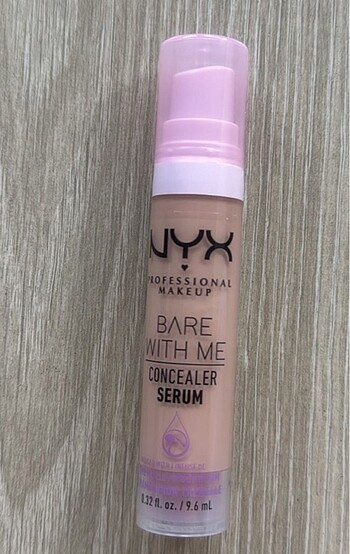 NYX
PROFESSIONAL
MAKEUP
BARE
WITH ME
CONCEALER
SERUM
0.32 fl. oz. / 9.6 mL